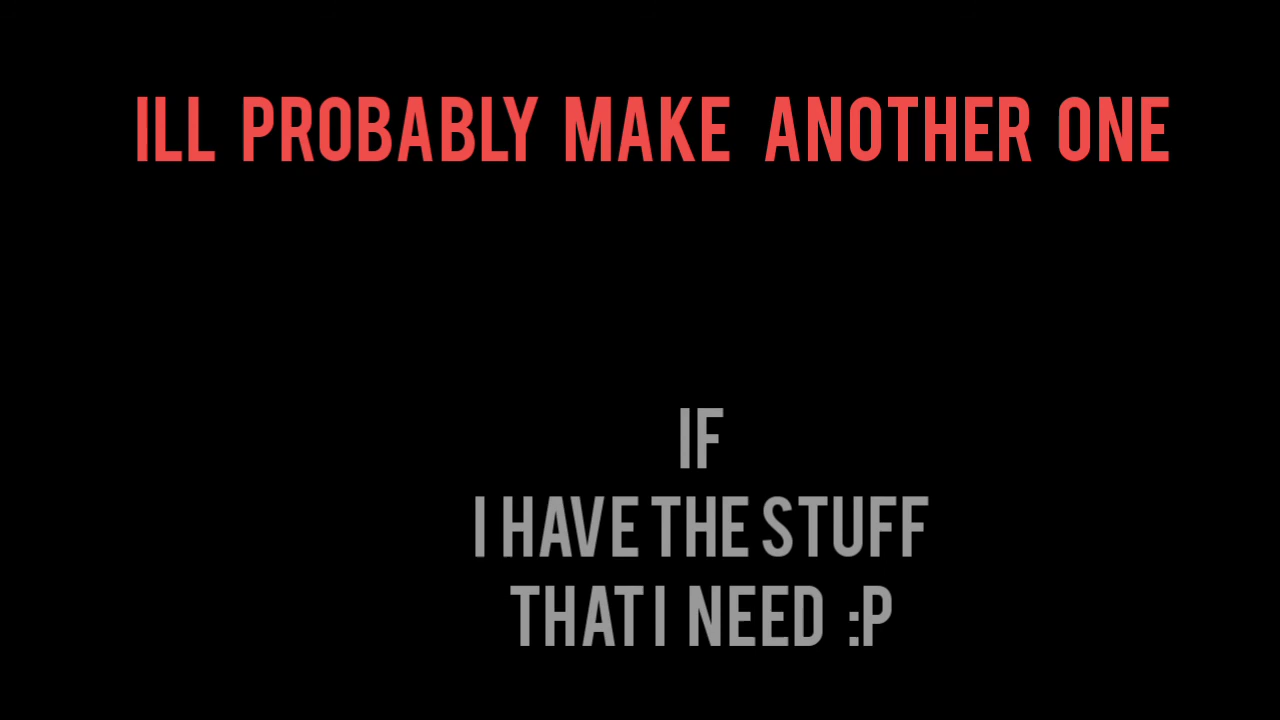 ILL PROBABLY MAKE ANOTHER ONE
IF
I HAVE THE STUFF
THAT I NEED :P